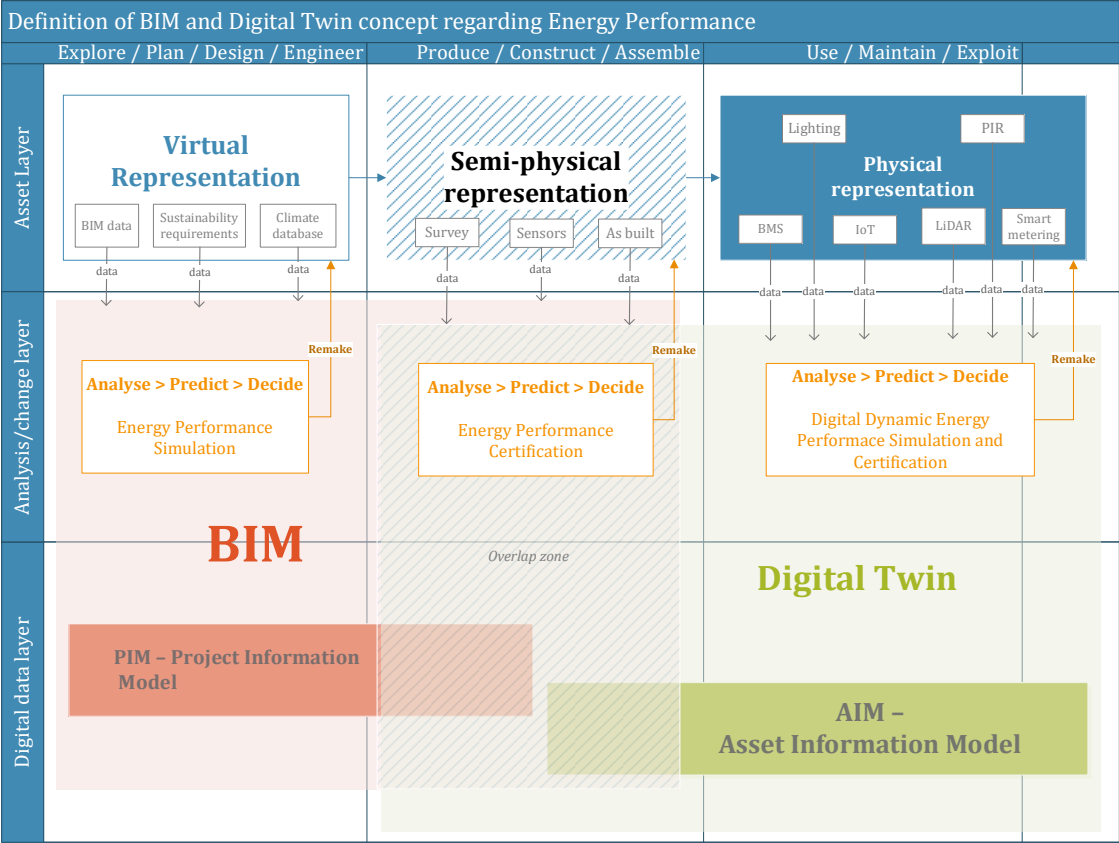 Definition of BIM and Digital Twin concept regarding Energy Performance
Explore / Plan / Design / Engineer
Produce / Construct / Assemble
Use / Maintain / Exploit
Asset Layer
Virtual
Representation
BIM data
Sustainability
requirements
Climate
database
data
data
data
Semi-physical
representation
Survey
Sensors
As built
data
data
data
Lighting
PIR
Physical
representation
BMS
IoT
LiDAR
Smart
metering
data
data
data
data
data
data
Analysis/change layer
Remake
Analyse > Predict > Decide
Energy Performance
Simulation
Remake
Analyse > Predict > Decide
Energy Performance
Certification
Remake
Analyse > Predict > Decide
Digital Dynamic Energy
Performace Simulation and
Certification
BIM
Overlap zone
Digital Twin
Digital data layer
PIM – Project Information
Model
AIM –
Asset Information Model